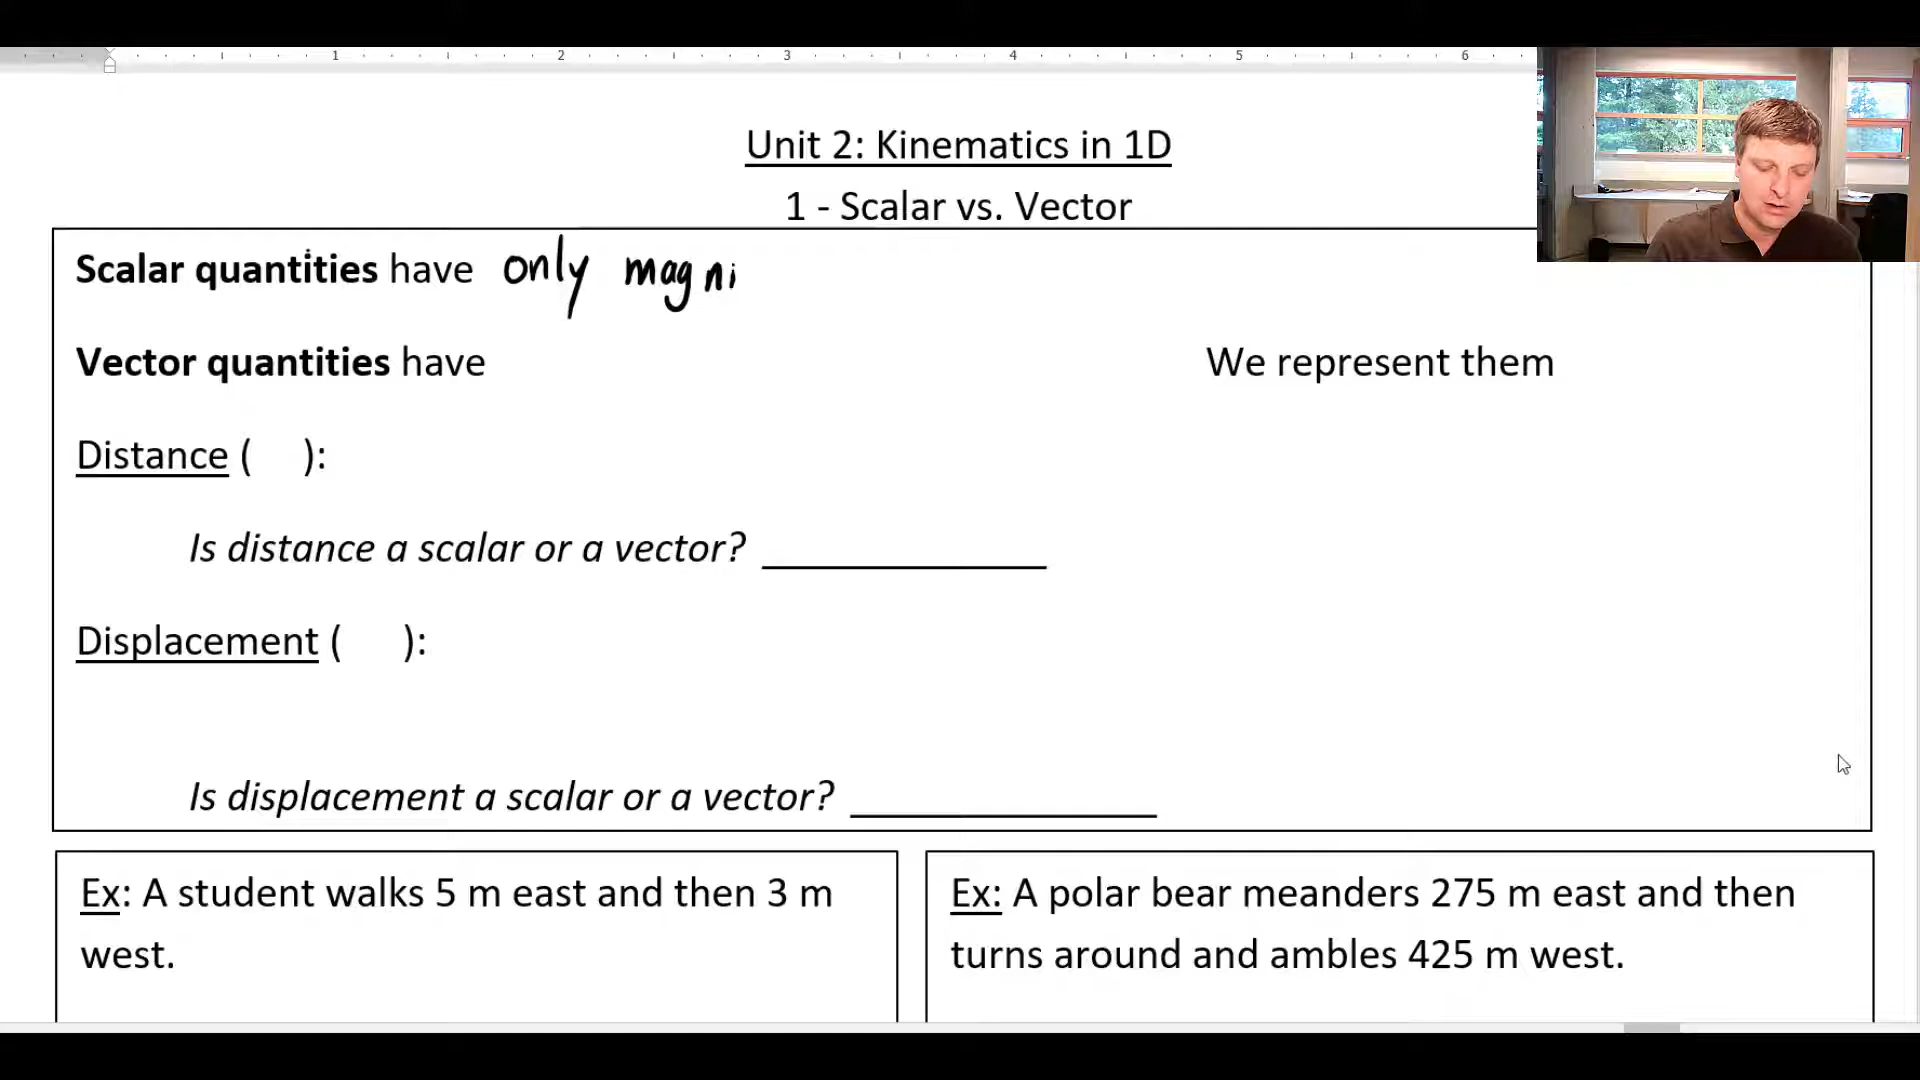 1 2 3 4 5 6
Unit 2: Kinematics in 1D
1 - Scalar vs. Vector
Scalar quantities have only magni
Vector quantities have We represent them
Distance ( ):
Is distance a scalar or a vector? ____________
Displacement ( ):
Is displacement a scalar or a vector? _____________
Ex: A student walks 5 m east and then 3 m
west.
Ex: A polar bear meanders 275 m east and then
turns around and ambles 425 m west.